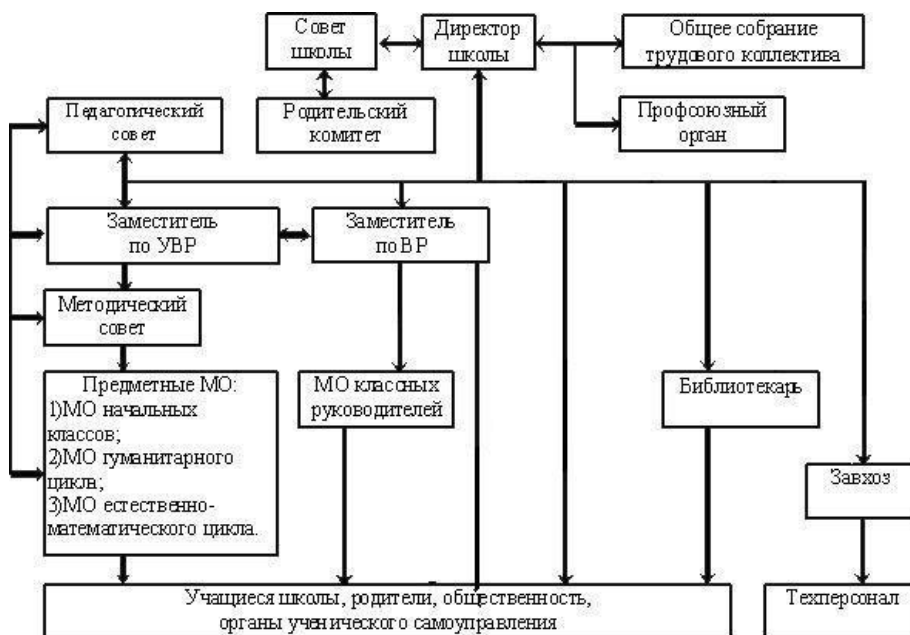 Совет
школы
Директор
школы
Общее собрание
трудового коллектива
Педагогический
совет
Родительский
комитет
Профсоюзный
орган
Заместитель
по УВР
Заместитель
по ВР
Методический
совет
Предметные МО:
1)МО начальных
классов;
2)МО гуманитарного
цикла;
3)МО естественно-
математического цикла.
МО классных
руководителей
Библиотекарь
Завхоз
Учащиеся школы, родители, общественность,
органы ученического самоуправления
Техперсонал